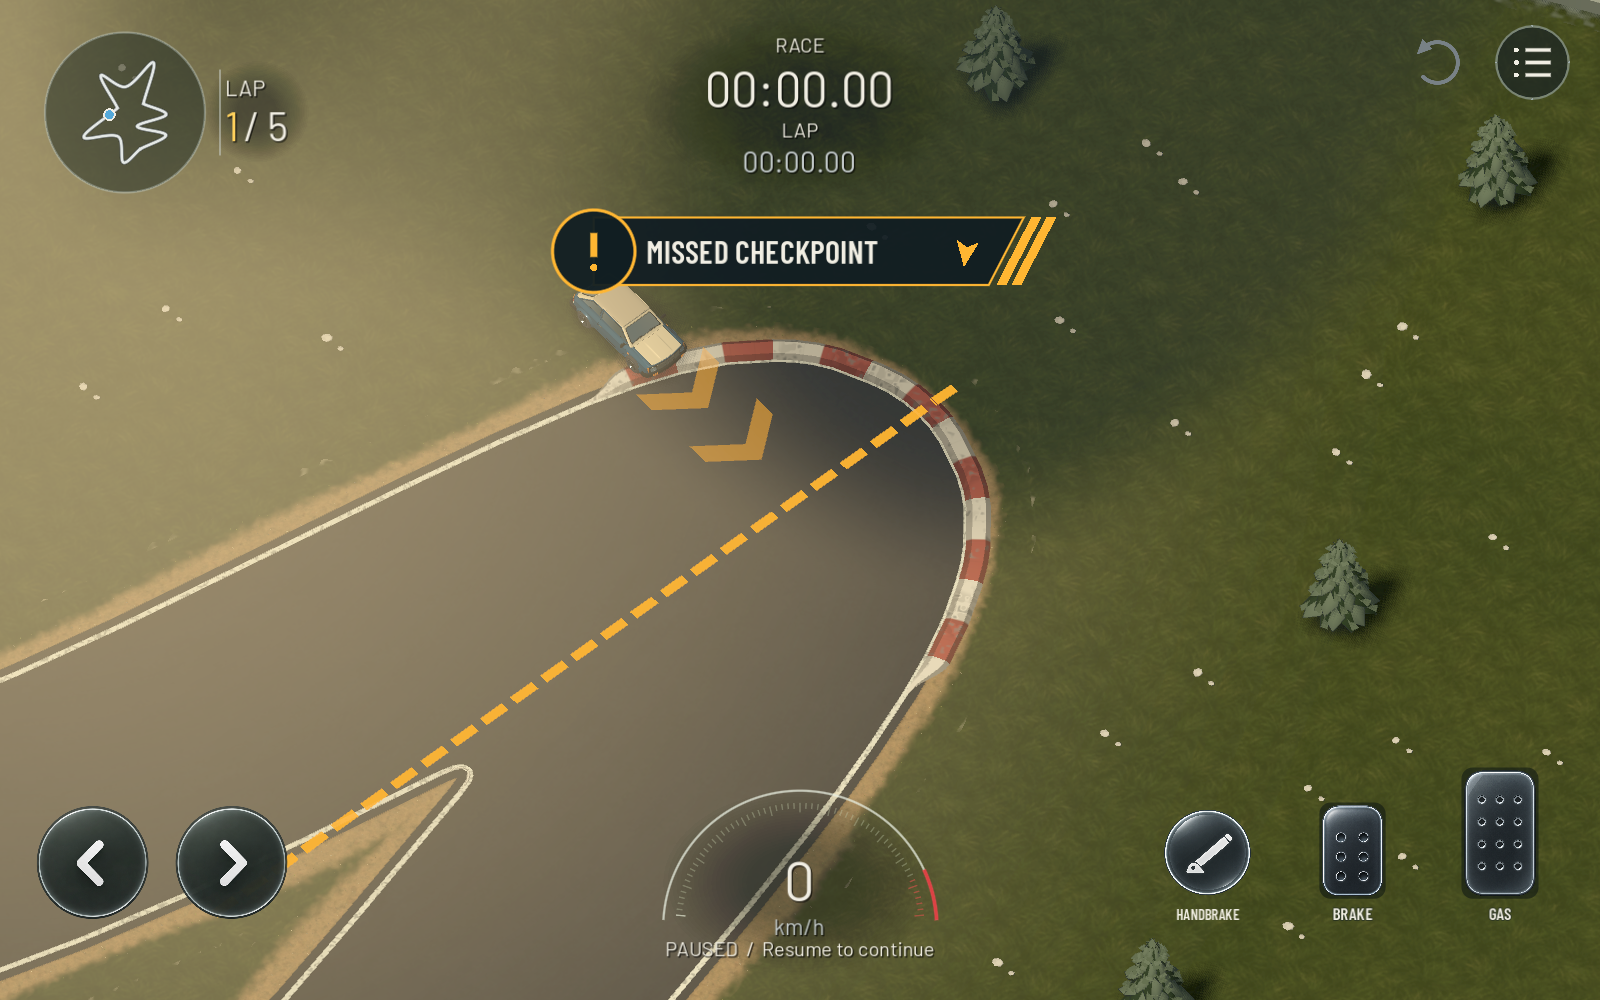 RACE
00:00.00
LAP
00:00.00
LAP
1/ 5
MISSED CHECKPOINT
0
km/h
PAUSED / Resume to continue
HANDBRAKE
BRAKE
GAS